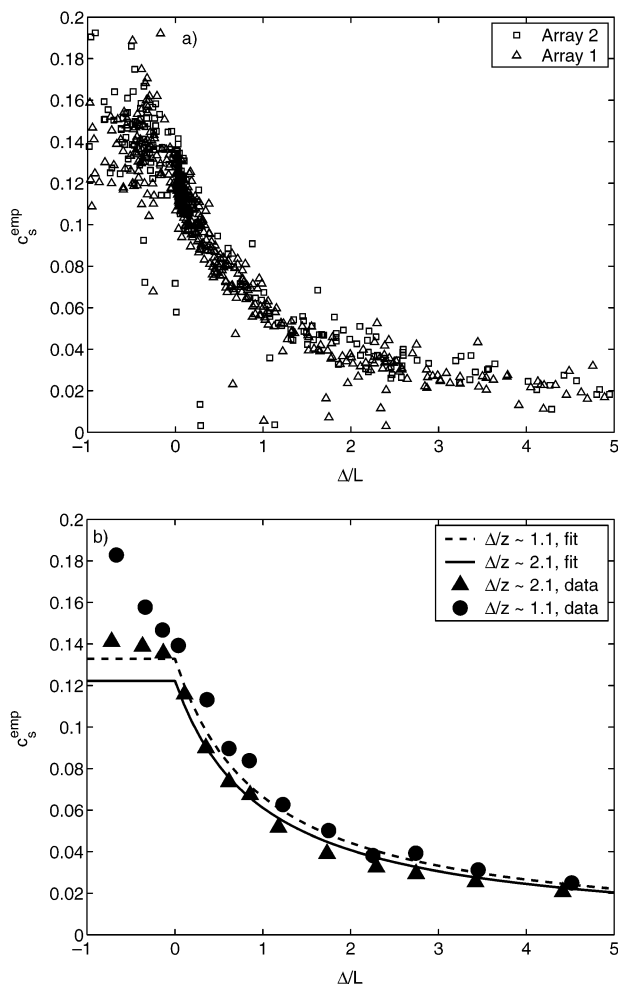 a)
Array 2
Array 1
0.2
0.18
0.16
0.14
0.12
0.1
0.08
0.06
0.04
0.02
0
c_s^emp
−1 0 1 2 3 4 5
Δ/L
b)
Δ/z ~ 1.1, fit
Δ/z ~ 2.1, fit
Δ/z ~ 2.1, data
Δ/z ~ 1.1, data
0.2
0.18
0.16
0.14
0.12
0.1
0.08
0.06
0.04
0.02
0
c_s^emp
−1 0 1 2 3 4 5
Δ/L